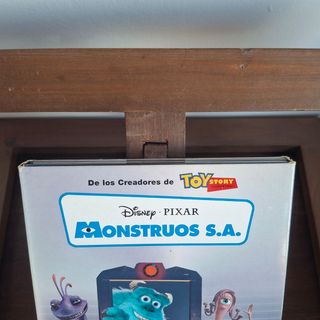 De los Creadores de TOY STORY
Disney · PIXAR
MONSTRUOS S.A.